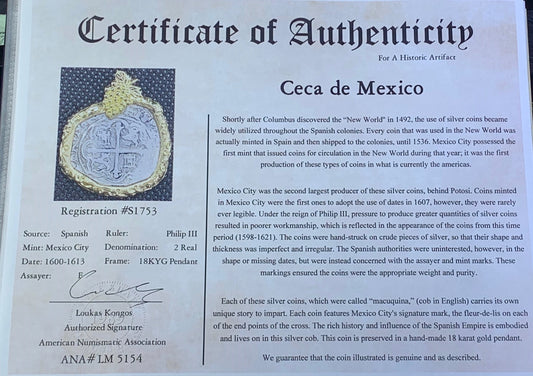 Certificate of Authenticity
For A Historic Artifact
Ceca de Mexico
Shortly after Columbus discovered the “New World” in 1492, the use of silver coins became
widely utilized throughout the Spanish colonies. Every coin that was used in the New World was
actually minted in Spain and then shipped to the colonies, until 1536. Mexico City possessed the
first mint that issued coins for circulation in the New World during that year; it was the first
production of these types of coins in what is currently the americas.
Mexico City was the second largest producer of these silver coins, behind Potosi. Coins minted
in Mexico City were the first ones to adopt the use of dates in 1607, however, they were rarely
ever legible. Under the reign of Philip III, pressure to produce greater quantities of silver coins
resulted in poorer workmanship, which is reflected in the appearance of the coins from this time
period (1598-1621). The coins were hand-struck on crude pieces of silver, so that their shape and
thickness was imperfect and irregular. The Spanish authorities were uninterested, however, in the
shape or missing dates, but were instead concerned with the assayer and mint marks. These
markings ensured the coins were the appropriate weight and purity.
Each of these silver coins, which were called “macuquina,” (cob in English) carries its own
unique story to impart. Each coin features Mexico City's signature mark, the fleur-de-lis on each
of the end points of the cross. The rich history and influence of the Spanish Empire is embodied
and lives on in this silver cob. This coin is preserved in a hand-made 18 karat gold pendant.
We guarantee that the coin illustrated is genuine and as described.
Registration #S1753
Source: Spanish Ruler: Philip III
Mint: Mexico City Denomination: 2 Real
Date: 1600-1613 Frame: 18KYG Pendant
Assayer: F
Loukas Kongos
Authorized Signature
American Numismatic Association
ANA# LM 5154